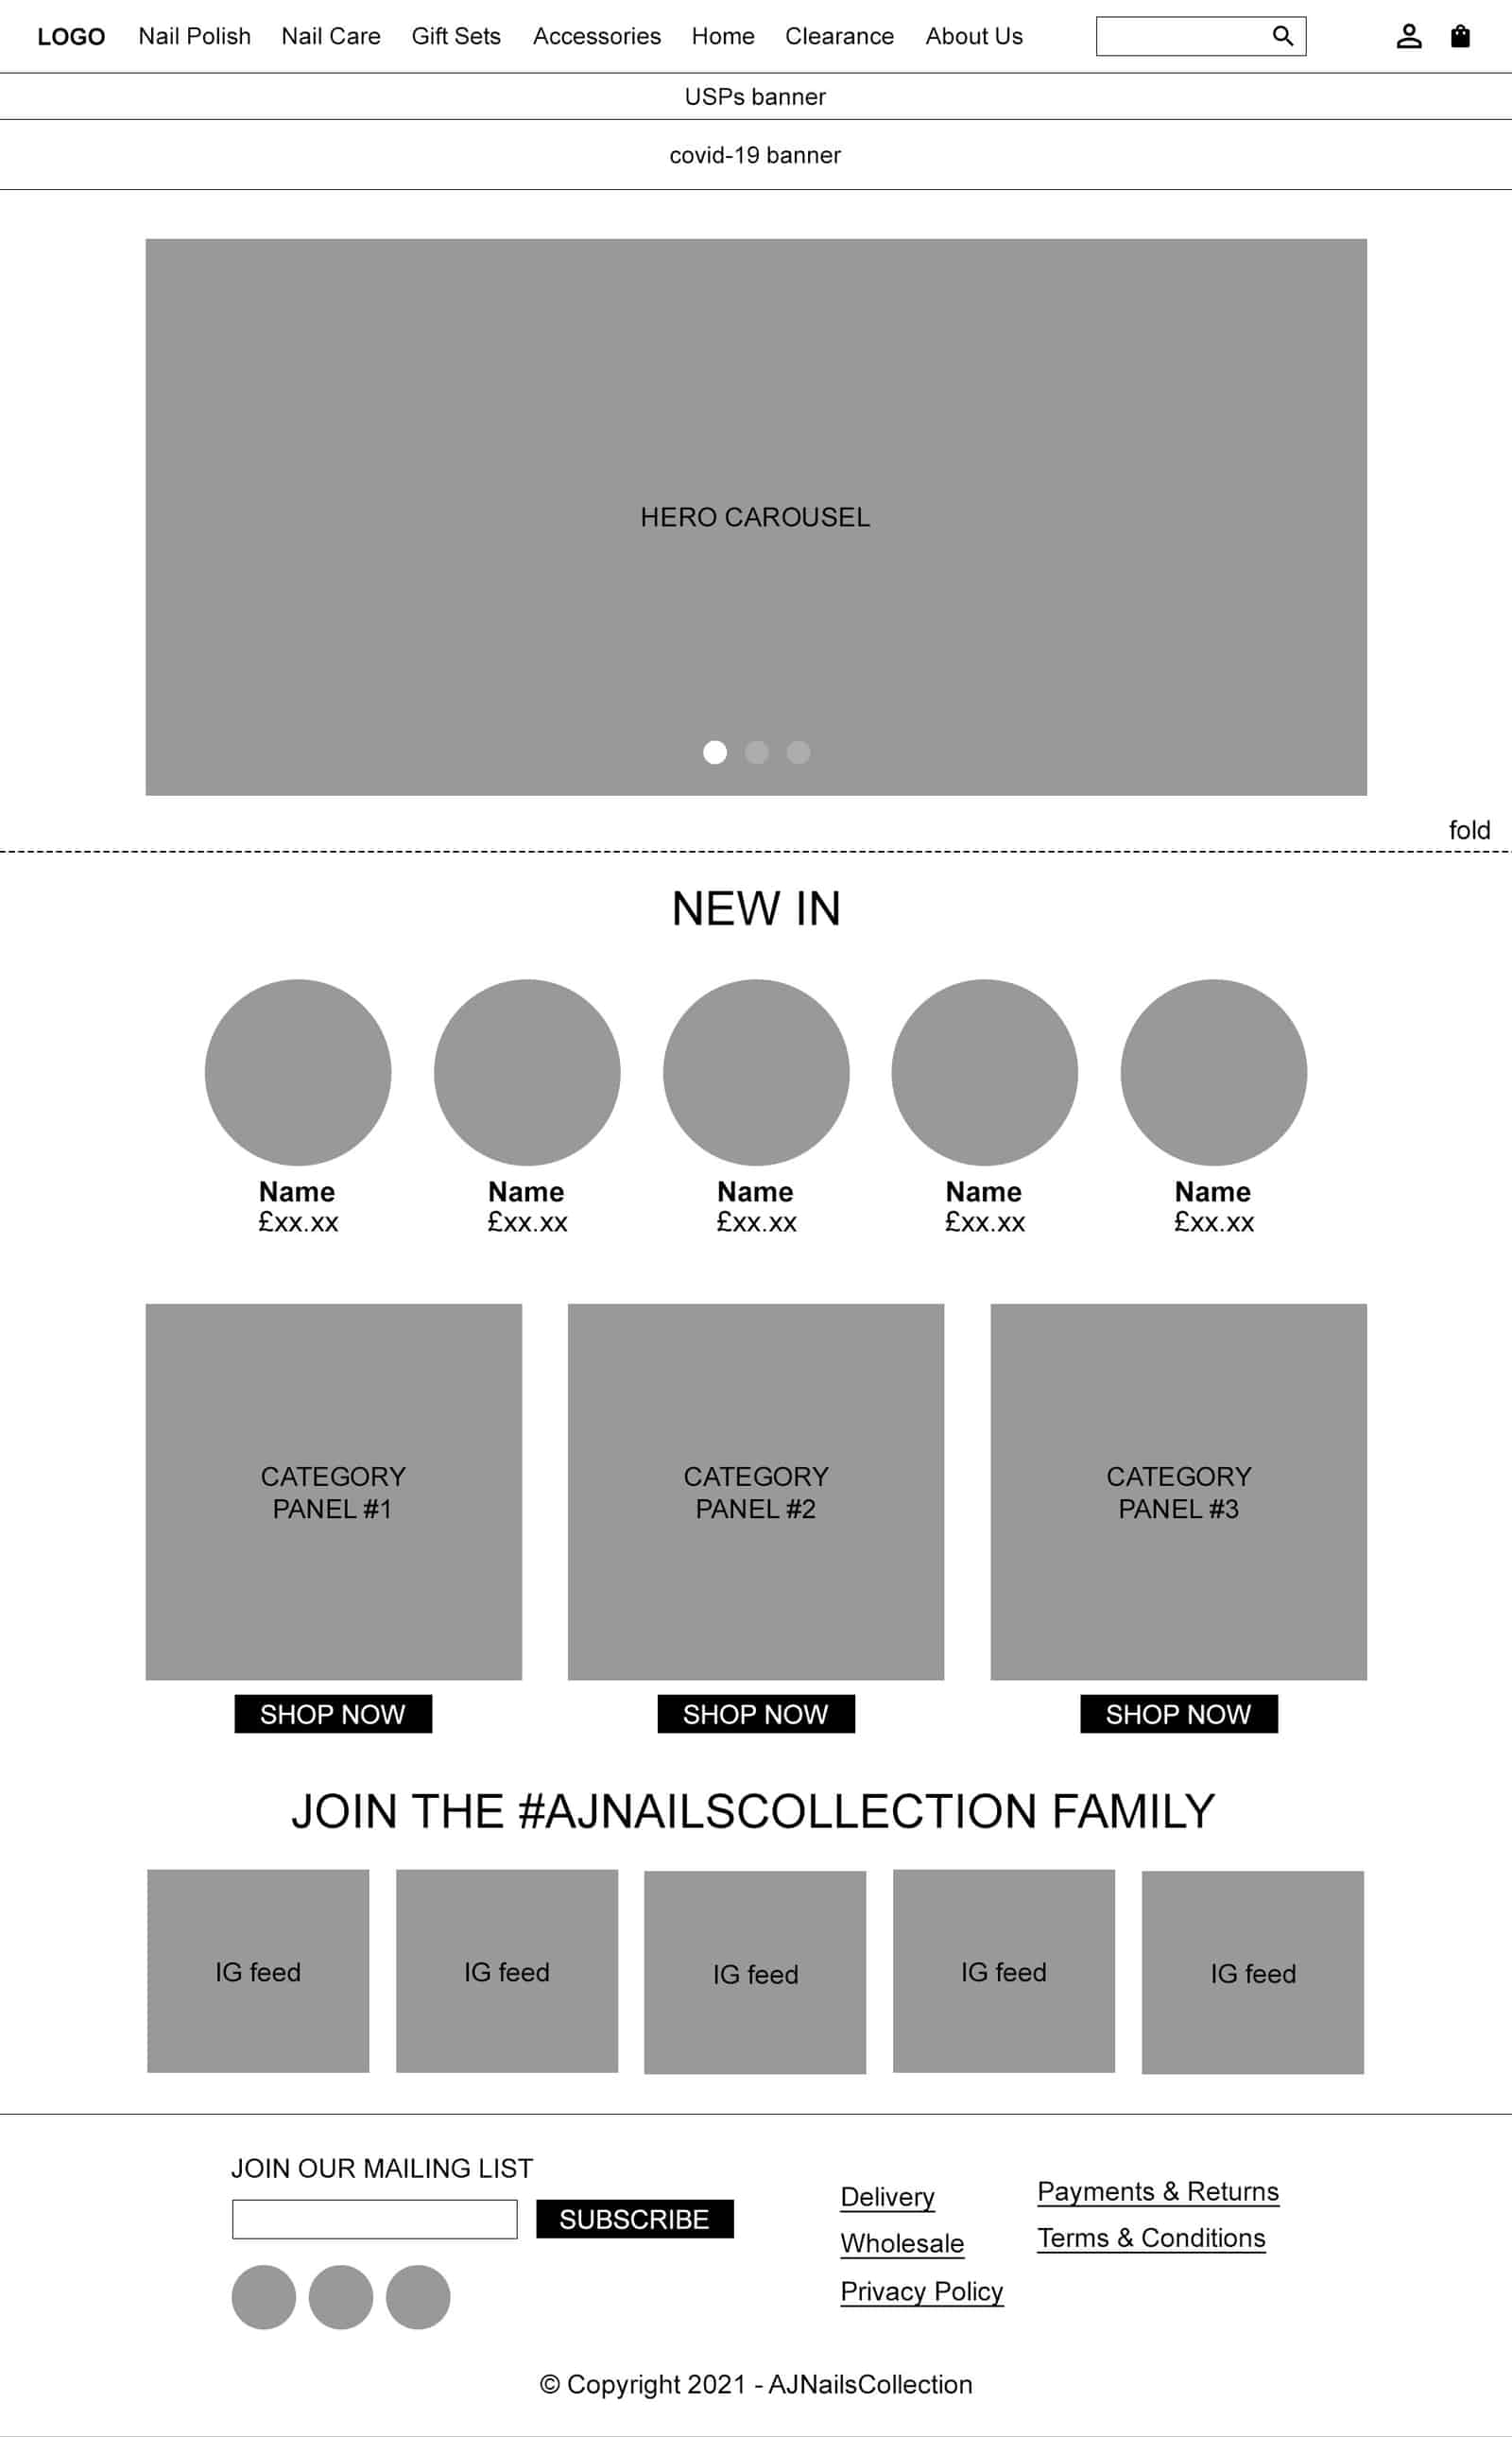 LOGO Nail Polish Nail Care Gift Sets Accessories Home Clearance About Us
USPs banner
covid-19 banner
HERO CAROUSEL
fold
NEW IN
Name Name Name Name Name
£xx.xx £xx.xx £xx.xx £xx.xx £xx.xx
CATEGORY
PANEL #1
CATEGORY
PANEL #2
CATEGORY
PANEL #3
SHOP NOW SHOP NOW SHOP NOW
JOIN THE #AJNAILSCOLLECTION FAMILY
IG feed IG feed IG feed IG feed IG feed
JOIN OUR MAILING LIST
SUBSCRIBE
Delivery
Wholesale
Privacy Policy
Payments & Returns
Terms & Conditions
© Copyright 2021 - AJNailsCollection